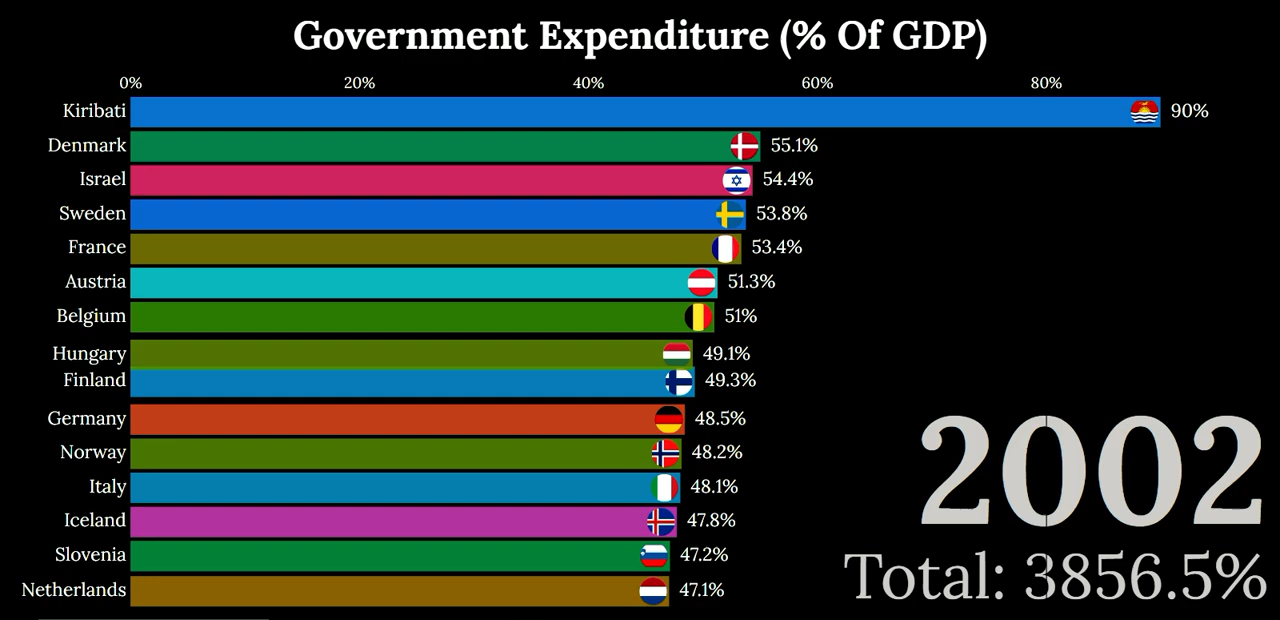 Government Expenditure (% Of GDP)
0% 20% 40% 60% 80%
Kiribati 90%
Denmark 55.1%
Israel 54.4%
Sweden 53.8%
France 53.4%
Austria 51.3%
Belgium 51%
Hungary 49.1%
Finland 49.3%
Germany 48.5%
Norway 48.2%
Italy 48.1%
Iceland 47.8%
Slovenia 47.2%
Netherlands 47.1%
2002
Total: 3856.5%